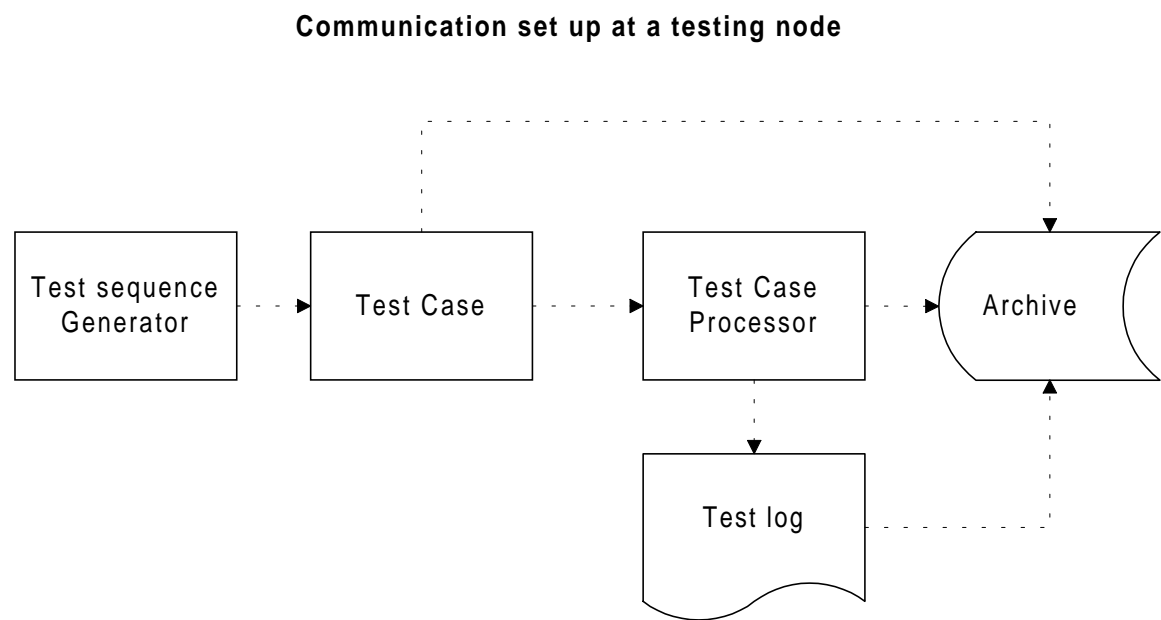 Communication set up at a testing node
Test sequence
Generator
Test Case
Test Case
Processor
Archive
Test log